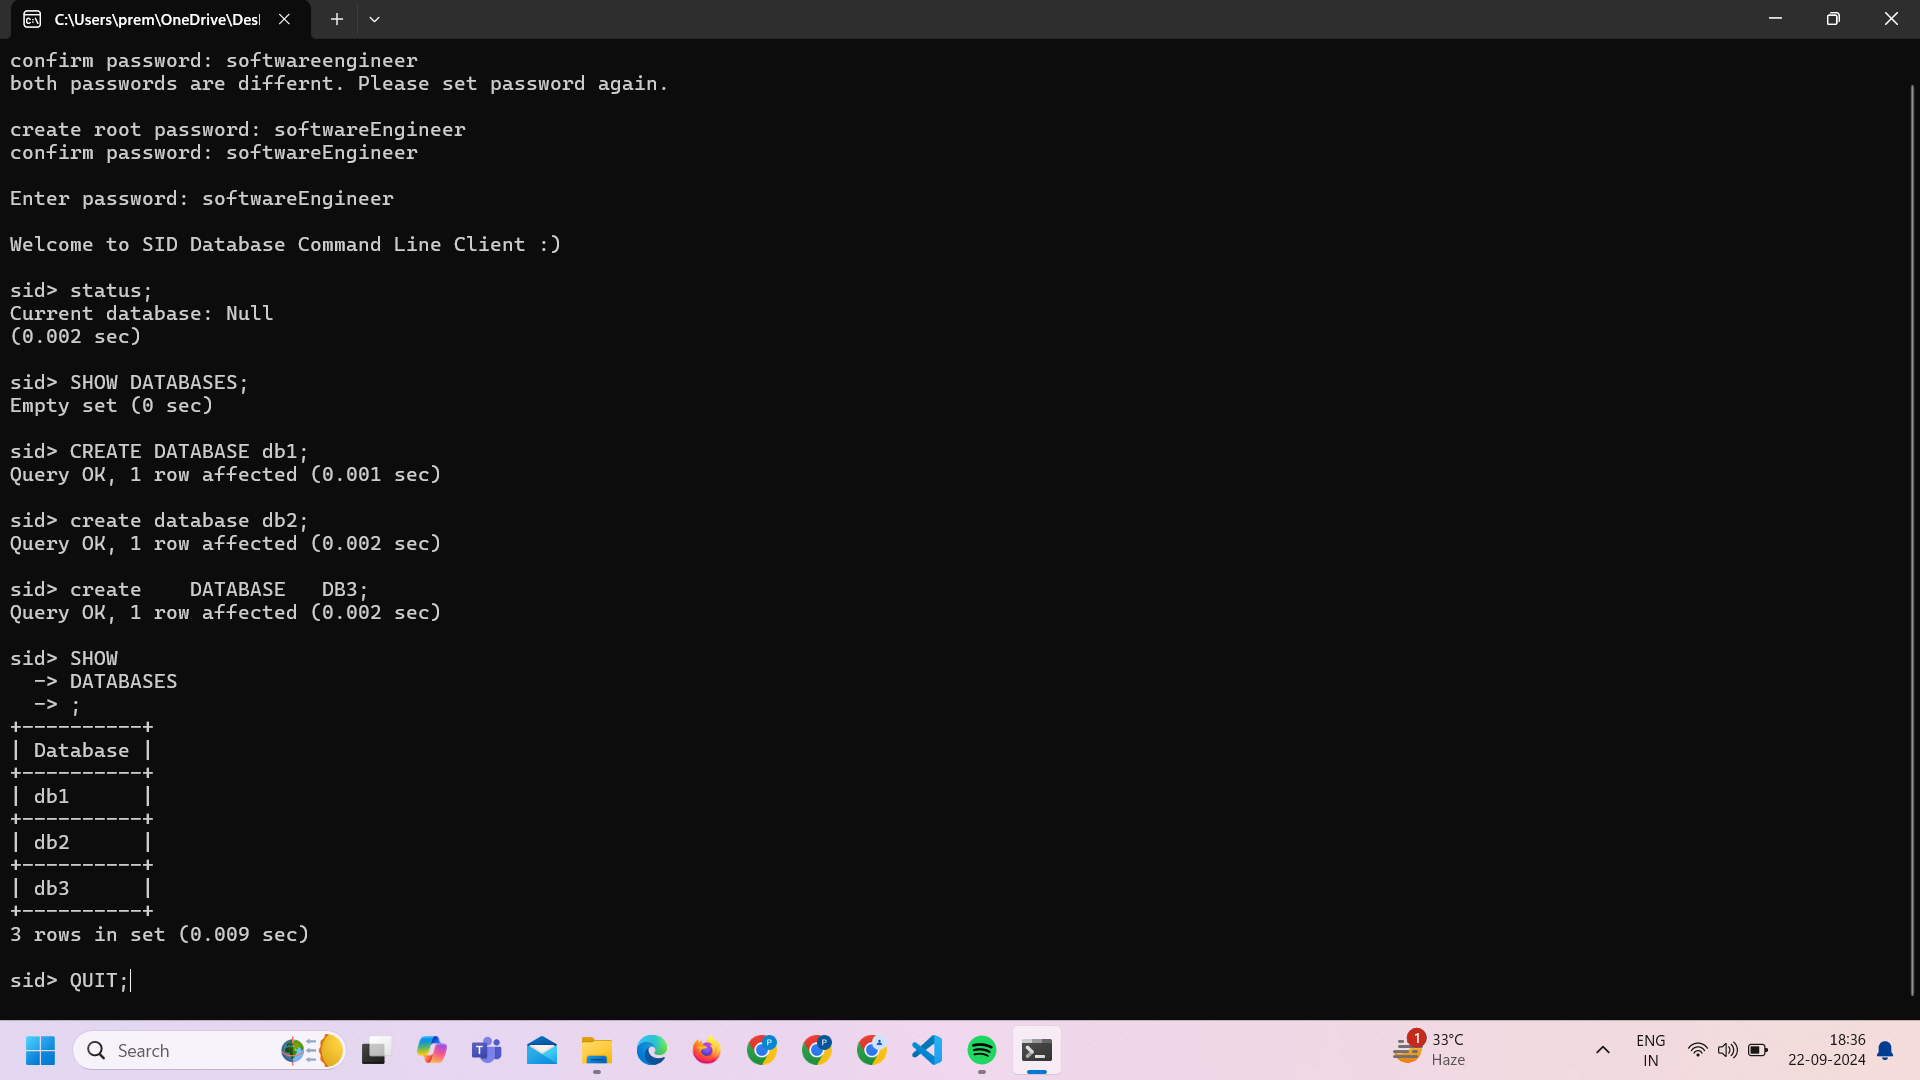 C:\Users\prem\OneDrive\Des
confirm password: softwareengineer
both passwords are differnt. Please set password again.
create root password: softwareEngineer
confirm password: softwareEngineer
Enter password: softwareEngineer
Welcome to SID Database Command Line Client :)
sid> status;
Current database: Null
(0.002 sec)
sid> SHOW DATABASES;
Empty set (0 sec)
sid> CREATE DATABASE db1;
Query OK, 1 row affected (0.001 sec)
sid> create database db2;
Query OK, 1 row affected (0.002 sec)
sid> create    DATABASE   DB3;
Query OK, 1 row affected (0.002 sec)
sid> SHOW
  -> DATABASES
  -> ;
+----------+
| Database |
+----------+
| db1      |
+----------+
| db2      |
+----------+
| db3      |
+----------+
3 rows in set (0.009 sec)
sid> QUIT;
Search
1
33°C
Haze
ENG
IN
18:36
22-09-2024